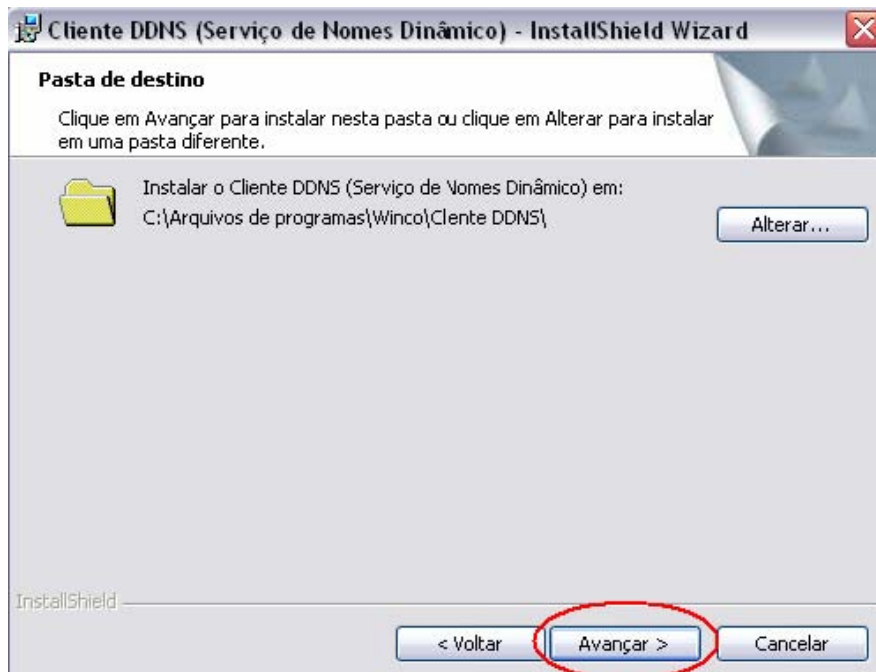 Cliente DDNS (Serviço de Nomes Dinâmico) - InstallShield Wizard
Pasta de destino
Clique em Avançar para instalar nesta pasta ou clique em Alterar para instalar
em uma pasta diferente.
Instalar o Cliente DDNS (Serviço de Nomes Dinâmico) em:
C:\Arquivos de programas\Winco\Cliente DDNS\
Alterar...
InstallShield
< Voltar
Avançar >
Cancelar